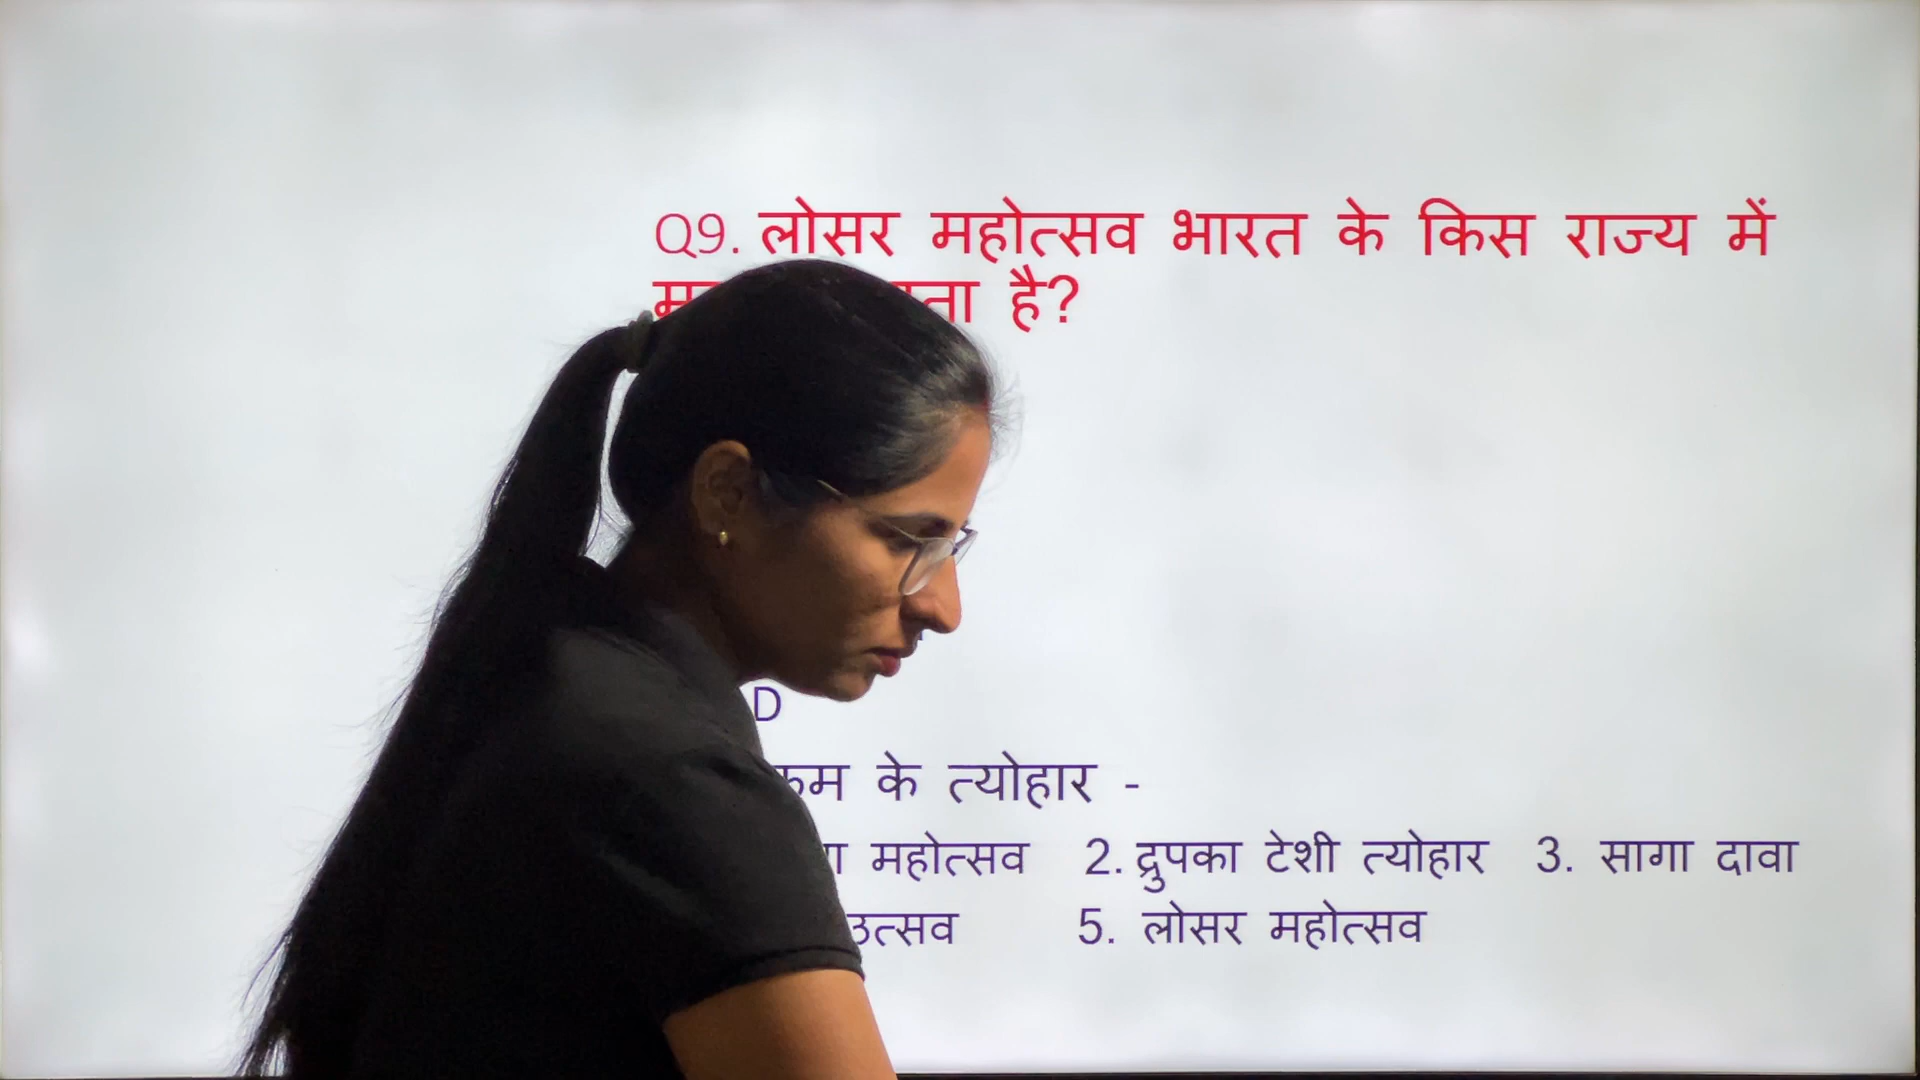 Q9. लोसर महोत्सव भारत के किस राज्य में
है?
D
के त्योहार -
महोत्सव 2. द्रुपका टेशी त्योहार 3. सागा दावा
उत्सव 5. लोसर महोत्सव